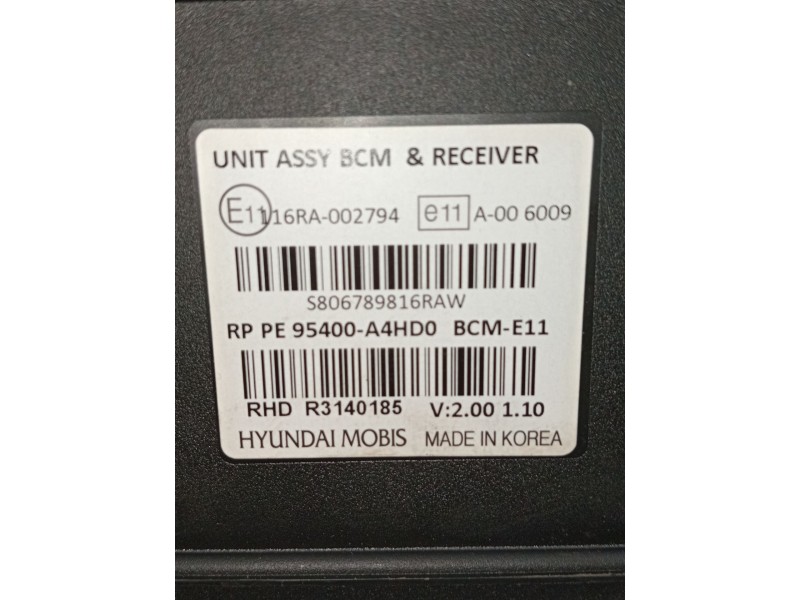 UNIT ASSY BCM & RECEIVER
E11 116RA-002794 e11 A-00 6009
S806789816RAW
RP PE 95400-A4HD0 BCM-E11
RHD R3140185 V:2.00 1.10
HYUNDAI MOBIS MADE IN KOREA